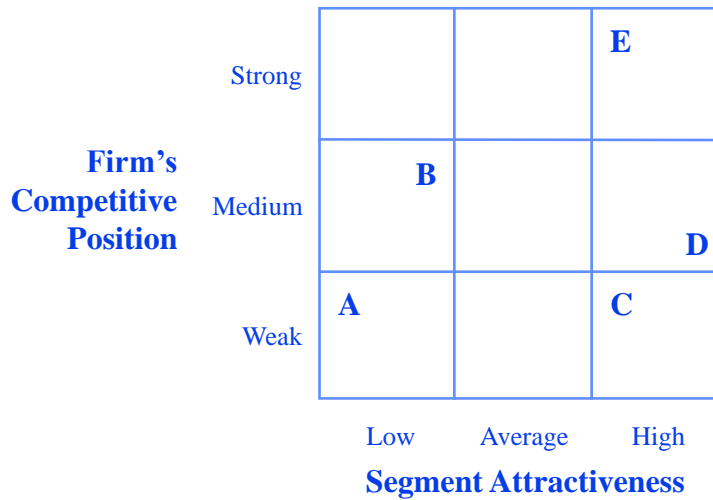 E
Strong
B
Firm’s
Competitive
Position
Medium
D
A
C
Weak
Low
Average
High
Segment Attractiveness